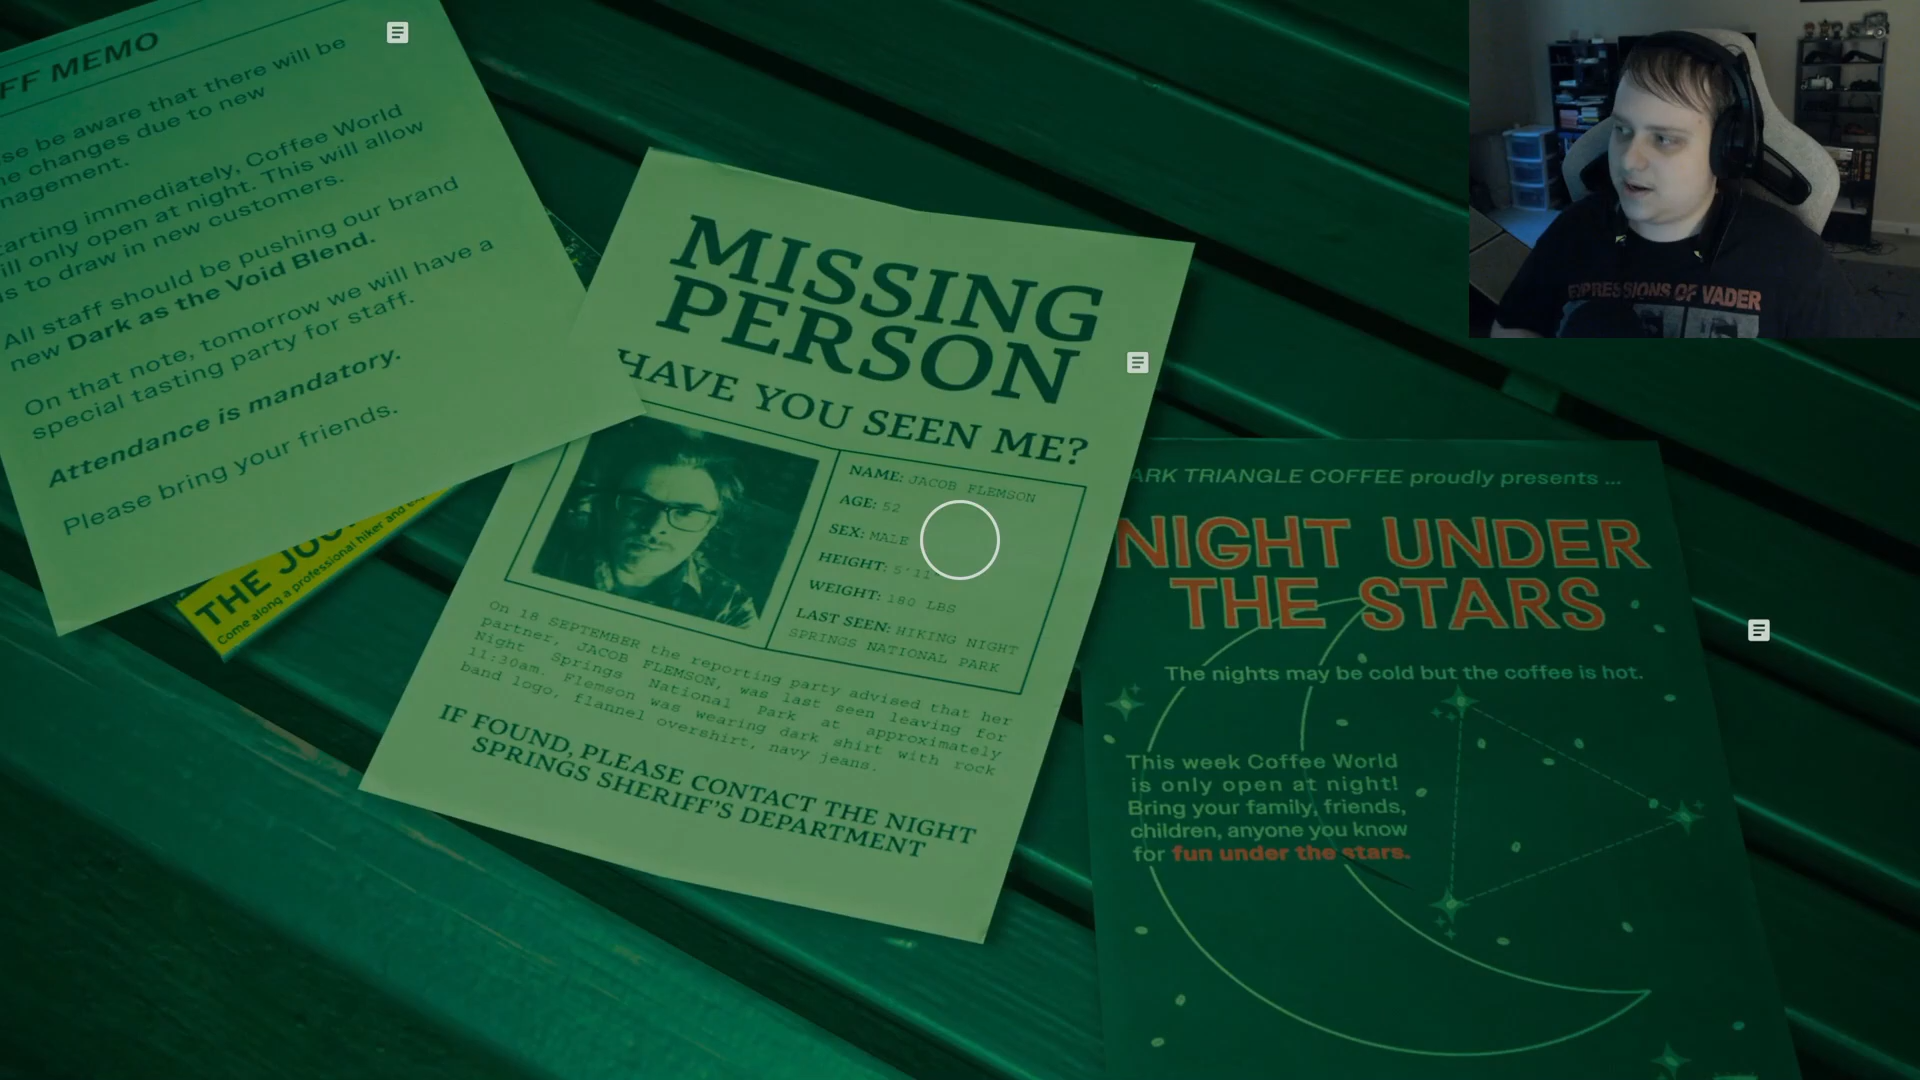 FF MEMO
se be aware that there will be
e changes due to new
nagement.
arting immediately, Coffee World
ill only open at night. This will allow
s to draw in new customers.
All staff should be pushing our brand
new Dark as the Void Blend.
On that note, tomorrow we will have a
special tasting party for staff.
Attendance is mandatory.
Please bring your friends.
THE JOU
Come along a professional hiker and ex
MISSING
PERSON
HAVE YOU SEEN ME?
NAME: JACOB FLEMSON
AGE: 52
SEX: MALE
HEIGHT: 5'11
WEIGHT: 180 LBS
LAST SEEN: HIKING NIGHT
SPRINGS NATIONAL PARK
On 18 SEPTEMBER the reporting party advised that her
partner, JACOB FLEMSON, was last seen leaving for
Night Springs National Park at approximately
11:30am. Flemson was wearing dark shirt with rock
band logo, flannel overshirt, navy jeans.
IF FOUND, PLEASE CONTACT THE NIGHT
SPRINGS SHERIFF'S DEPARTMENT
ARK TRIANGLE COFFEE proudly presents ...
NIGHT UNDER
THE STARS
The nights may be cold but the coffee is hot.
This week Coffee World
is only open at night!
Bring your family, friends,
children, anyone you know
for fun under the stars.
EXPRESSIONS OF VADER